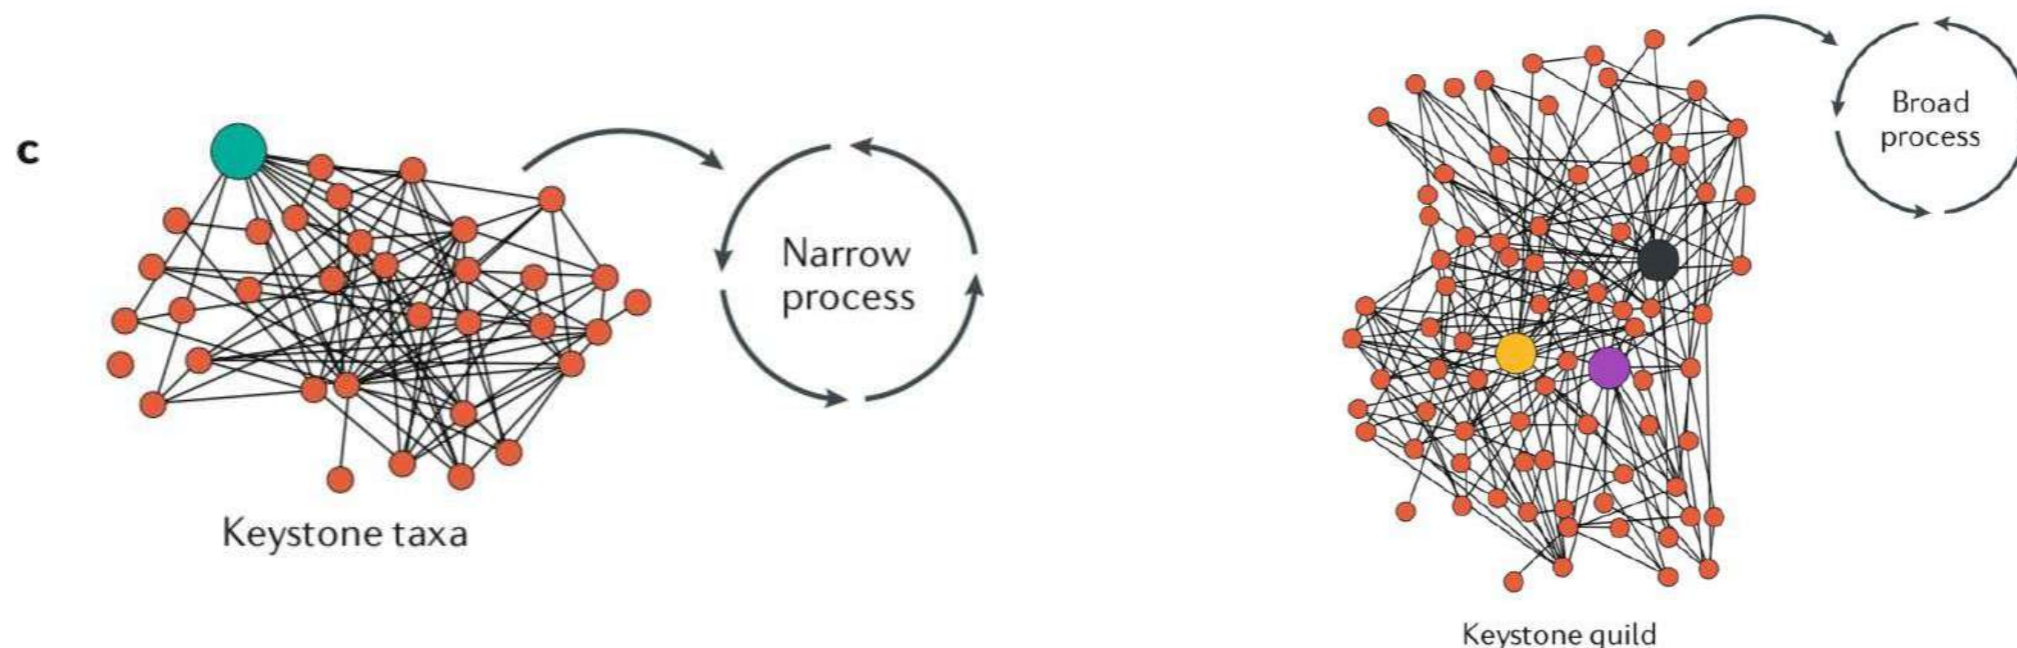 c
Narrow
process
Keystone taxa
Broad
process
Keystone guild